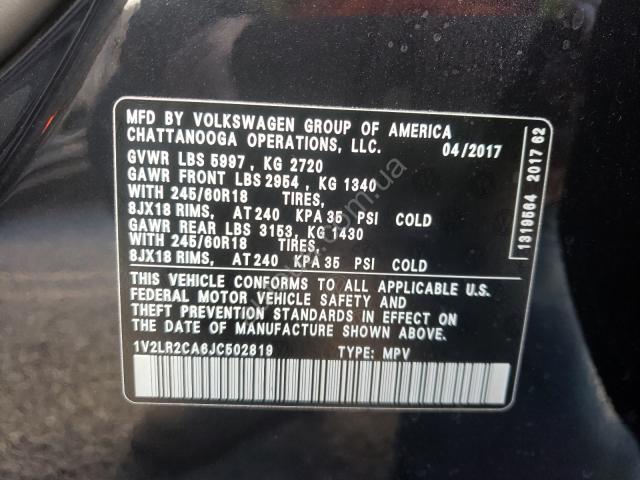 MFD BY VOLKSWAGEN GROUP OF AMERICA
CHATTANOOGA OPERATIONS, LLC. 04/2017
GVWR LBS 5997, KG 2720
GAWR FRONT LBS 2954, KG 1340
WITH 245/60R18 TIRES,
8JX18 RIMS, AT 240 KPA 35 PSI COLD
GAWR REAR LBS 3153, KG 1430
WITH 245/60R18 TIRES,
8JX18 RIMS, AT 240 KPA 35 PSI COLD
THIS VEHICLE CONFORMS TO ALL APPLICABLE U.S.
FEDERAL MOTOR VEHICLE SAFETY AND
THEFT PREVENTION STANDARDS IN EFFECT ON
THE DATE OF MANUFACTURE SHOWN ABOVE.
1V2LR2CA6JC502819 TYPE: MPV
1319564 2017 62